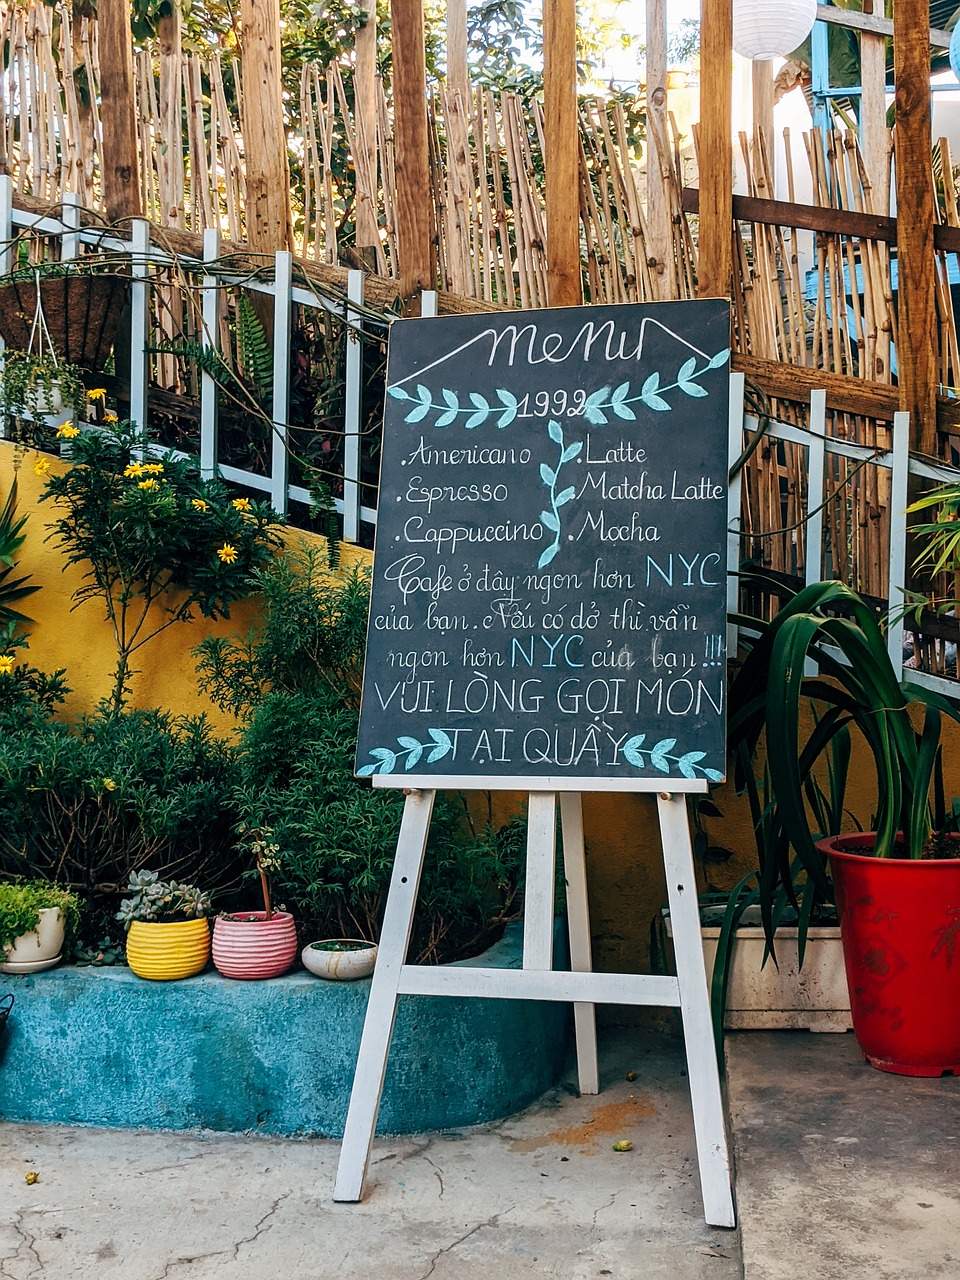 Menu
1992
.Americano .Latte
.Espresso .Matcha Latte
.Cappuccino .Mocha
Cafe ở đây ngon hơn NYC
của bạn. Nếu có dở thì vẫn
ngon hơn NYC của bạn !!!
VUI LÒNG GỌI MÓN
TẠI QUẦY